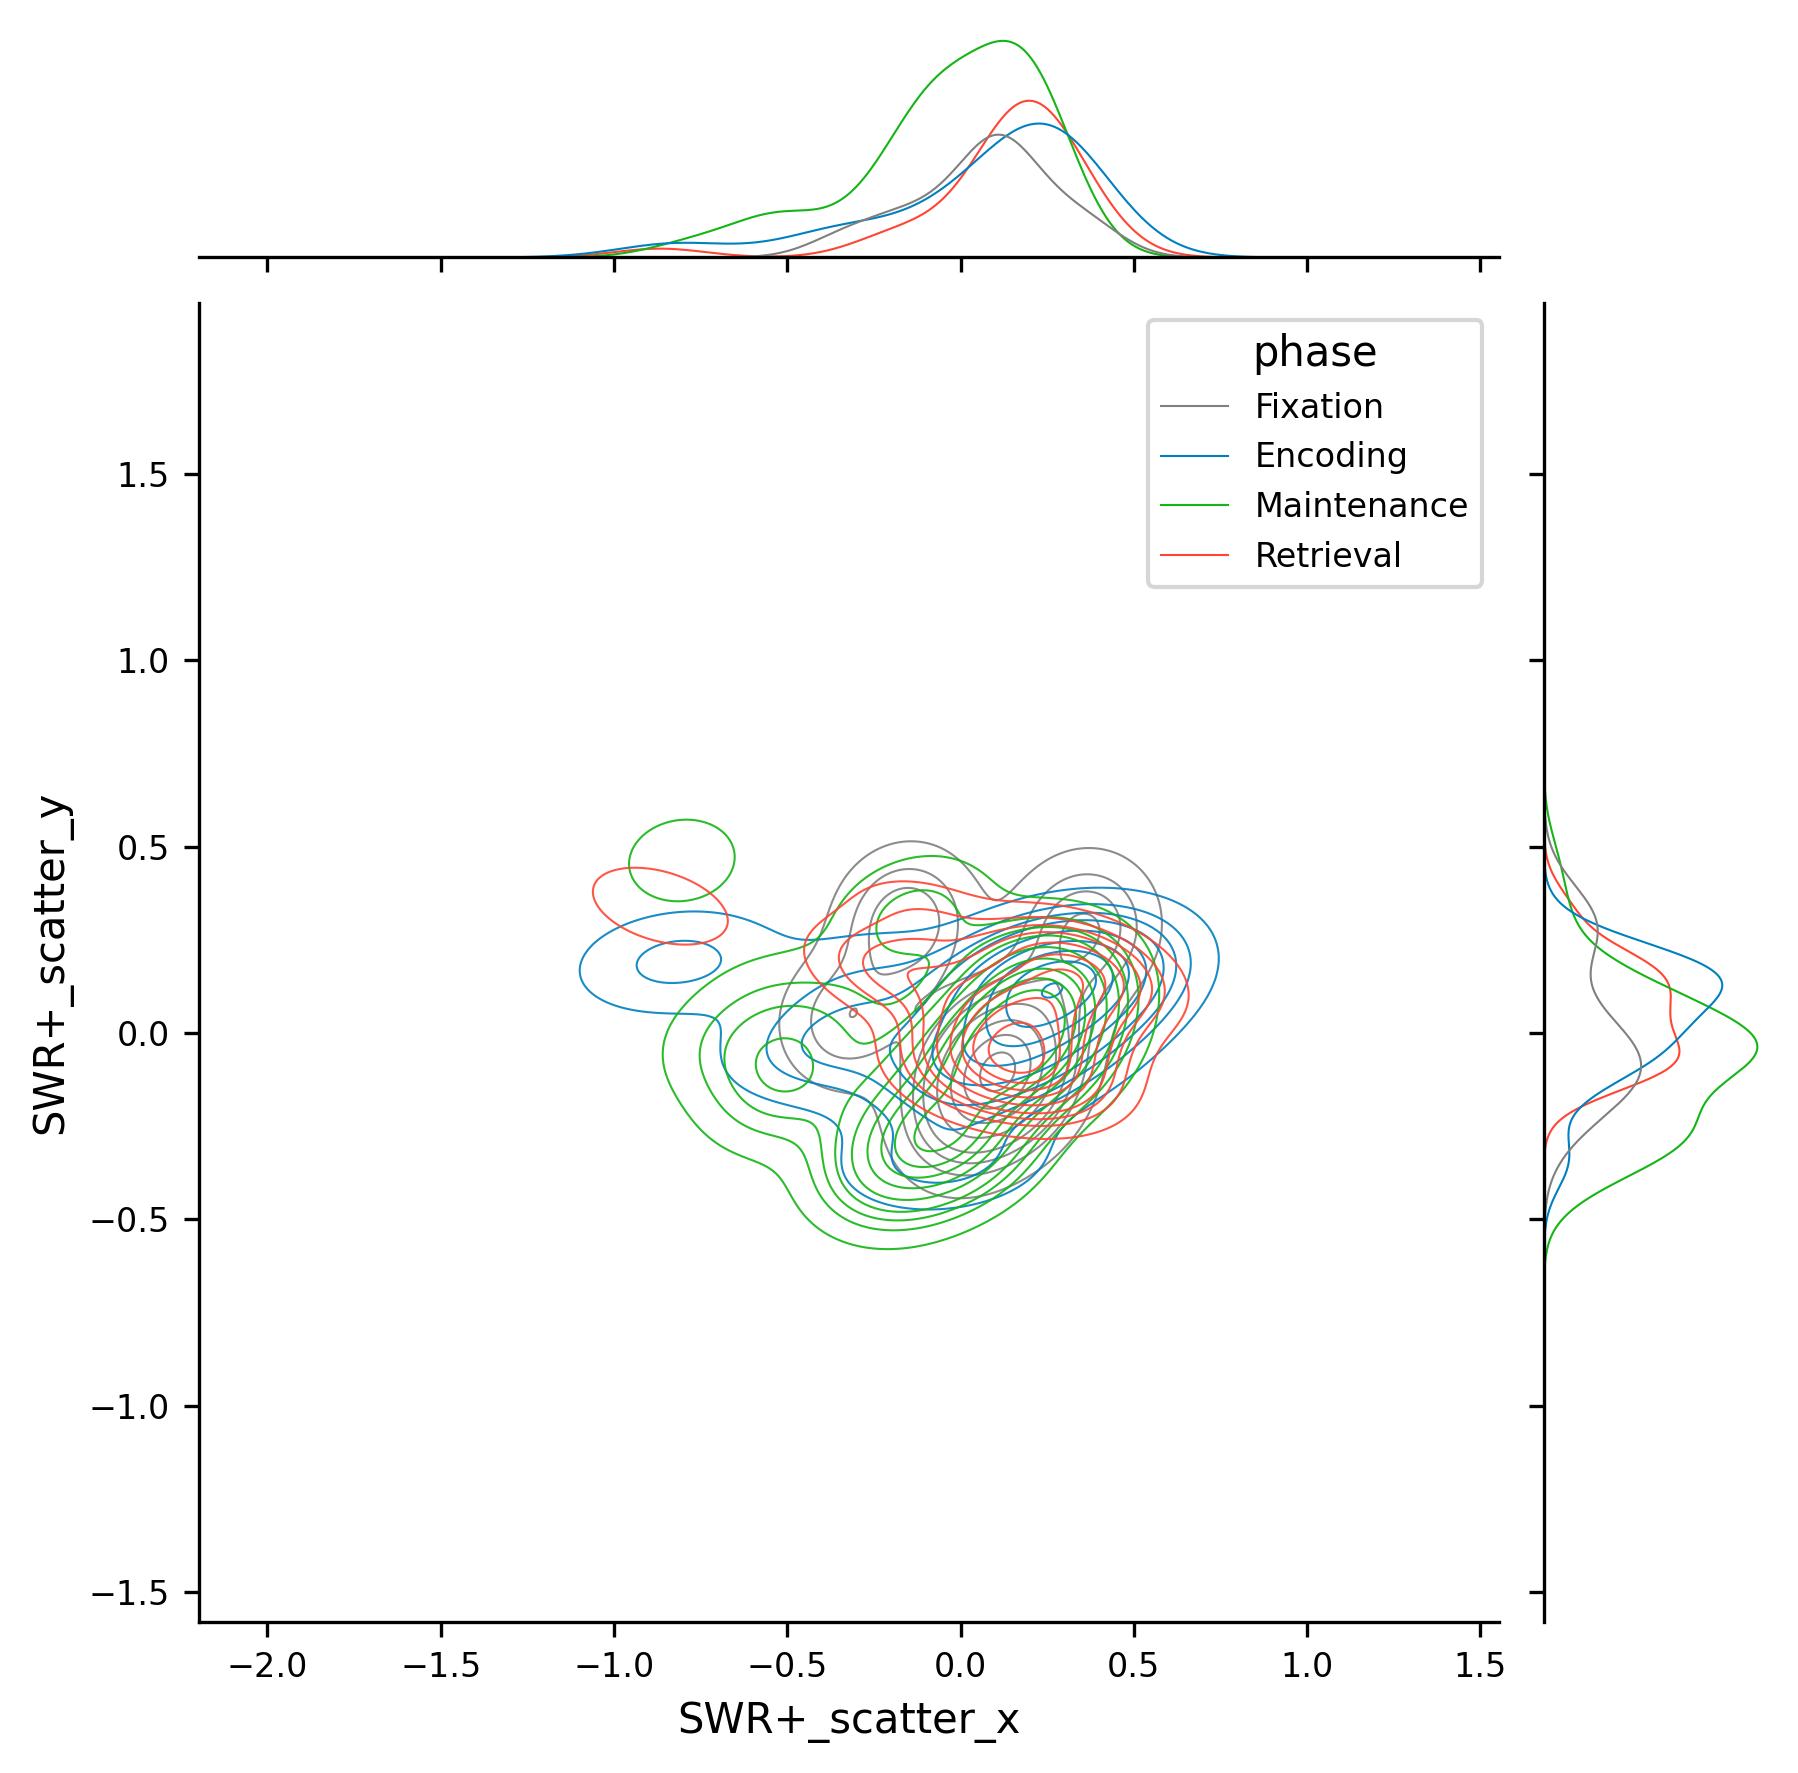 phase
Fixation
Encoding
Maintenance
Retrieval
1.5
1.0
0.5
0.0
−0.5
−1.0
−1.5
SWR+_scatter_y
−2.0 −1.5 −1.0 −0.5 0.0 0.5 1.0 1.5
SWR+_scatter_x